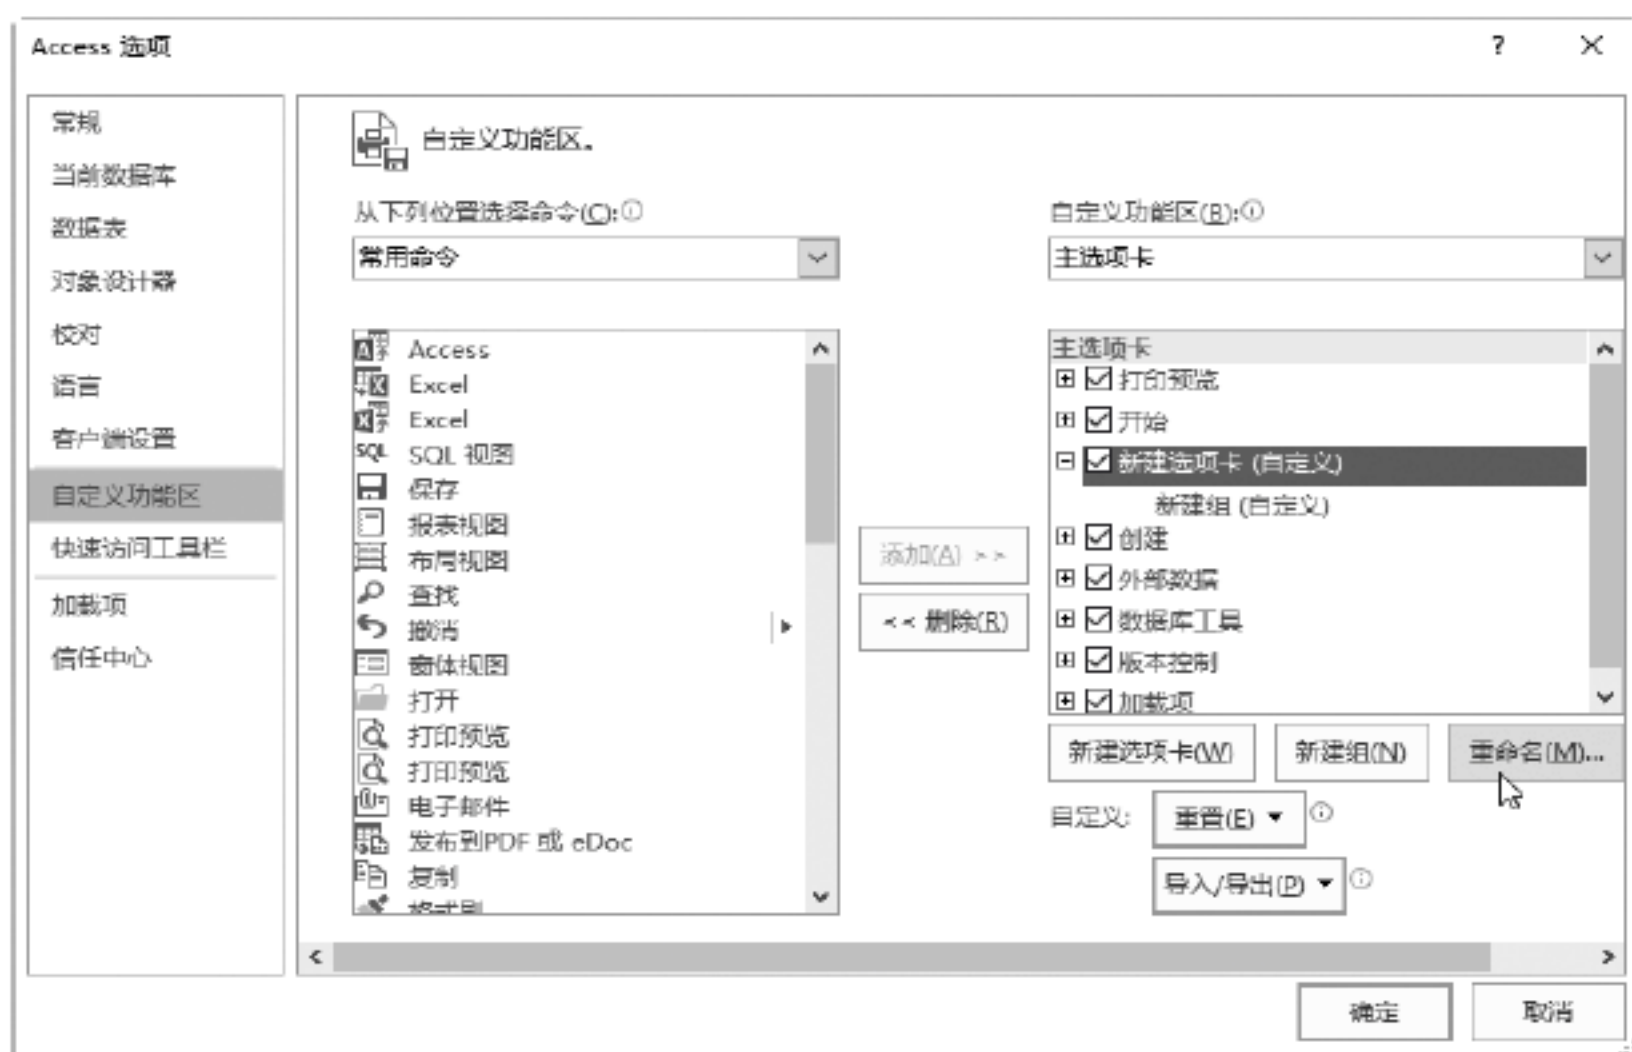 Access 选项
?
常规
当前数据库
数据表
对象设计器
校对
语言
客户端设置
自定义功能区
快速访问工具栏
加载项
信任中心
自定义功能区。
从下列位置选择命令(C):
常用命令
Access
Excel
Excel
SQL 视图
保存
报表视图
布局视图
查找
撤消
窗体视图
打开
打印预览
打印预览
电子邮件
发布到PDF 或 eDoc
复制
格式刷
添加(A) >>
<< 删除(R)
自定义功能区(B):
主选项卡
主选项卡
打印预览
开始
新建选项卡 (自定义)
新建组 (自定义)
创建
外部数据
数据库工具
版本控制
加载项
新建选项卡(W)
新建组(N)
重命名(M)...
自定义:
重置(E)
导入/导出(P)
确定
取消